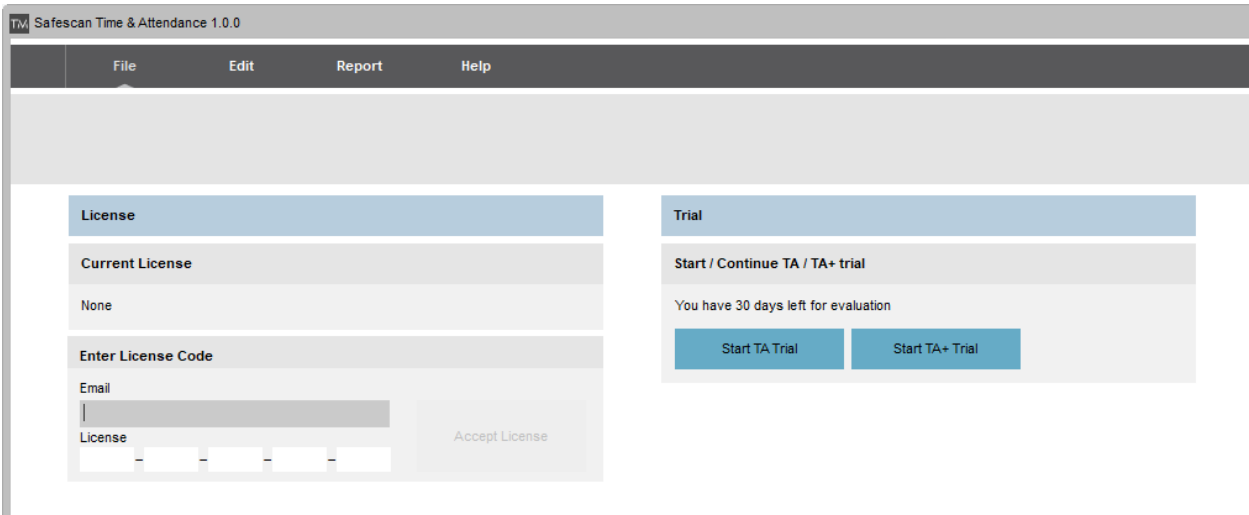 TM Safescan Time & Attendance 1.0.0
File Edit Report Help
License
Current License
None
Enter License Code
Email
License
– – – –
Accept License
Trial
Start / Continue TA / TA+ trial
You have 30 days left for evaluation
Start TA Trial Start TA+ Trial